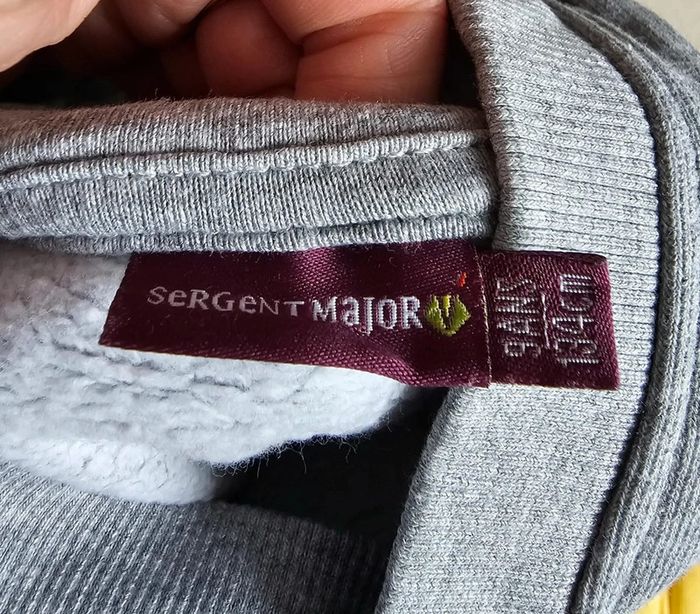 SeRGeNT MaJOR
9 ANS
134 cm